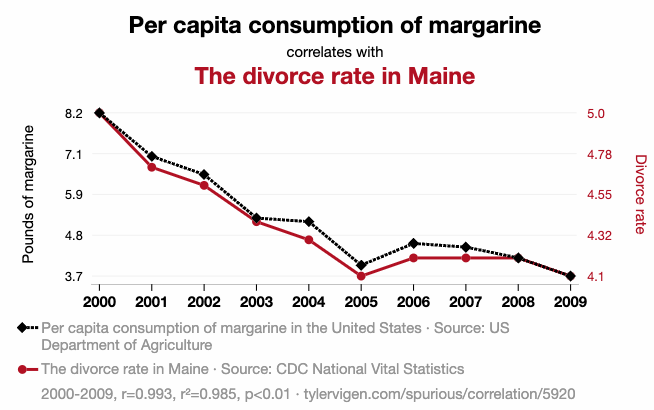 Per capita consumption of margarine
correlates with
The divorce rate in Maine
Pounds of margarine
8.2
7.1
5.9
4.8
3.7
5.0
4.78
4.55
4.32
4.1
Divorce rate
2000 2001 2002 2003 2004 2005 2006 2007 2008 2009
Per capita consumption of margarine in the United States · Source: US
Department of Agriculture
The divorce rate in Maine · Source: CDC National Vital Statistics
2000-2009, r=0.993, r²=0.985, p<0.01 · tylervigen.com/spurious/correlation/5920